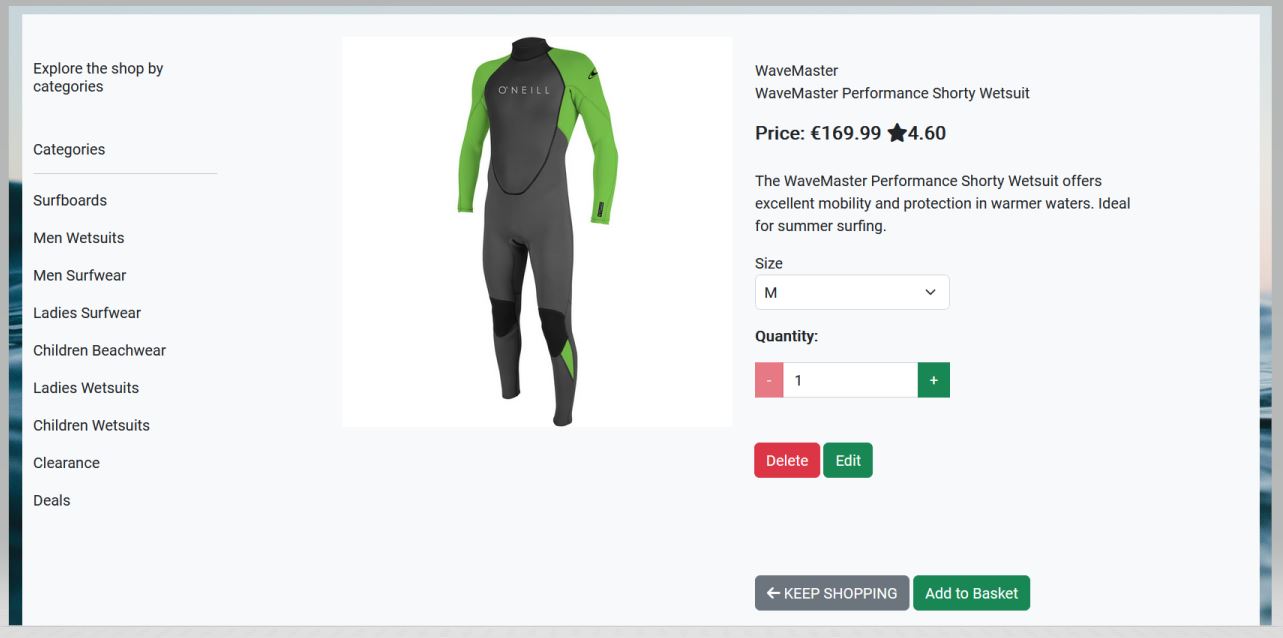 Explore the shop by
categories
Categories
Surfboards
Men Wetsuits
Men Surfwear
Ladies Surfwear
Children Beachwear
Ladies Wetsuits
Children Wetsuits
Clearance
Deals
O'NEILL
WaveMaster
WaveMaster Performance Shorty Wetsuit
Price: €169.99 ★4.60
The WaveMaster Performance Shorty Wetsuit offers
excellent mobility and protection in warmer waters. Ideal
for summer surfing.
Size
M
Quantity:
- 1 +
Delete Edit
← KEEP SHOPPING Add to Basket